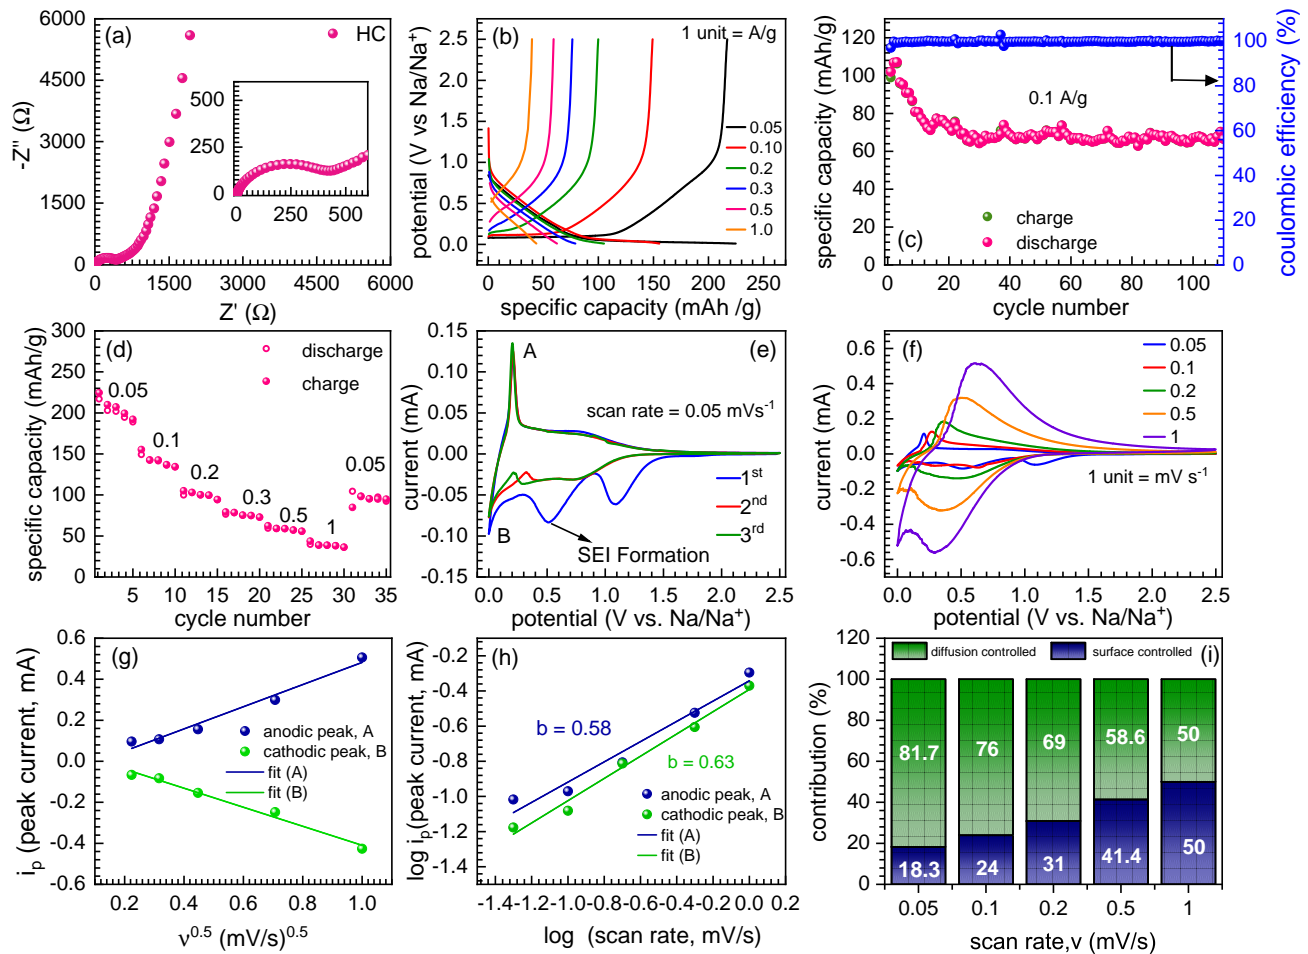 (a)
HC
-Z'' (Ω)
6000
4500
3000
1500
0
500
250
0
0
250
500
0
1500
3000
4500
6000
Z' (Ω)
(b)
1 unit = A/g
potential (V vs Na/Na⁺)
2.5
2.0
1.5
1.0
0.5
0.0
0.05
0.10
0.2
0.3
0.5
1.0
0
50
100
150
200
250
specific capacity (mAh /g)
(c)
specific capacity (mAh/g)
120
100
80
60
40
20
0
0.1 A/g
charge
discharge
100
80
60
40
20
0
coulombic efficiency (%)
0
20
40
60
80
100
cycle number
(d)
specific capacity (mAh/g)
300
250
200
150
100
50
0
discharge
charge
0.05
0.1
0.2
0.3
0.5
1
0.05
5
10
15
20
25
30
35
cycle number
(e)
current (mA)
0.15
0.10
0.05
0.00
-0.05
-0.10
-0.15
A
B
scan rate = 0.05 mVs⁻¹
SEI Formation
1ˢᵗ
2ⁿᵈ
3ʳᵈ
0.0
0.5
1.0
1.5
2.0
2.5
potential (V vs. Na/Na⁺)
(f)
current (mA)
0.6
0.4
0.2
0.0
-0.2
-0.4
-0.6
0.05
0.1
0.2
0.5
1
1 unit = mV s⁻¹
0.0
0.5
1.0
1.5
2.0
2.5
potential (V vs. Na/Na⁺)
(g)
iₚ (peak current, mA)
0.6
0.4
0.2
0.0
-0.2
-0.4
-0.6
anodic peak, A
cathodic peak, B
fit (A)
fit (B)
0.2
0.4
0.6
0.8
1.0
ν⁰·⁵ (mV/s)⁰·⁵
(h)
log iₚ(peak current, mA)
-0.2
-0.4
-0.6
-0.8
-1.0
-1.2
-1.4
b = 0.58
b = 0.63
anodic peak, A
cathodic peak, B
fit (A)
fit (B)
-1.4
-1.2
-1.0
-0.8
-0.6
-0.4
-0.2
0.0
0.2
log (scan rate, mV/s)
(i)
contribution (%)
120
100
80
60
40
20
0
diffusion controlled
surface controlled
81.7
76
69
58.6
50
18.3
24
31
41.4
50
0.05
0.1
0.2
0.5
1
scan rate,ν (mV/s)